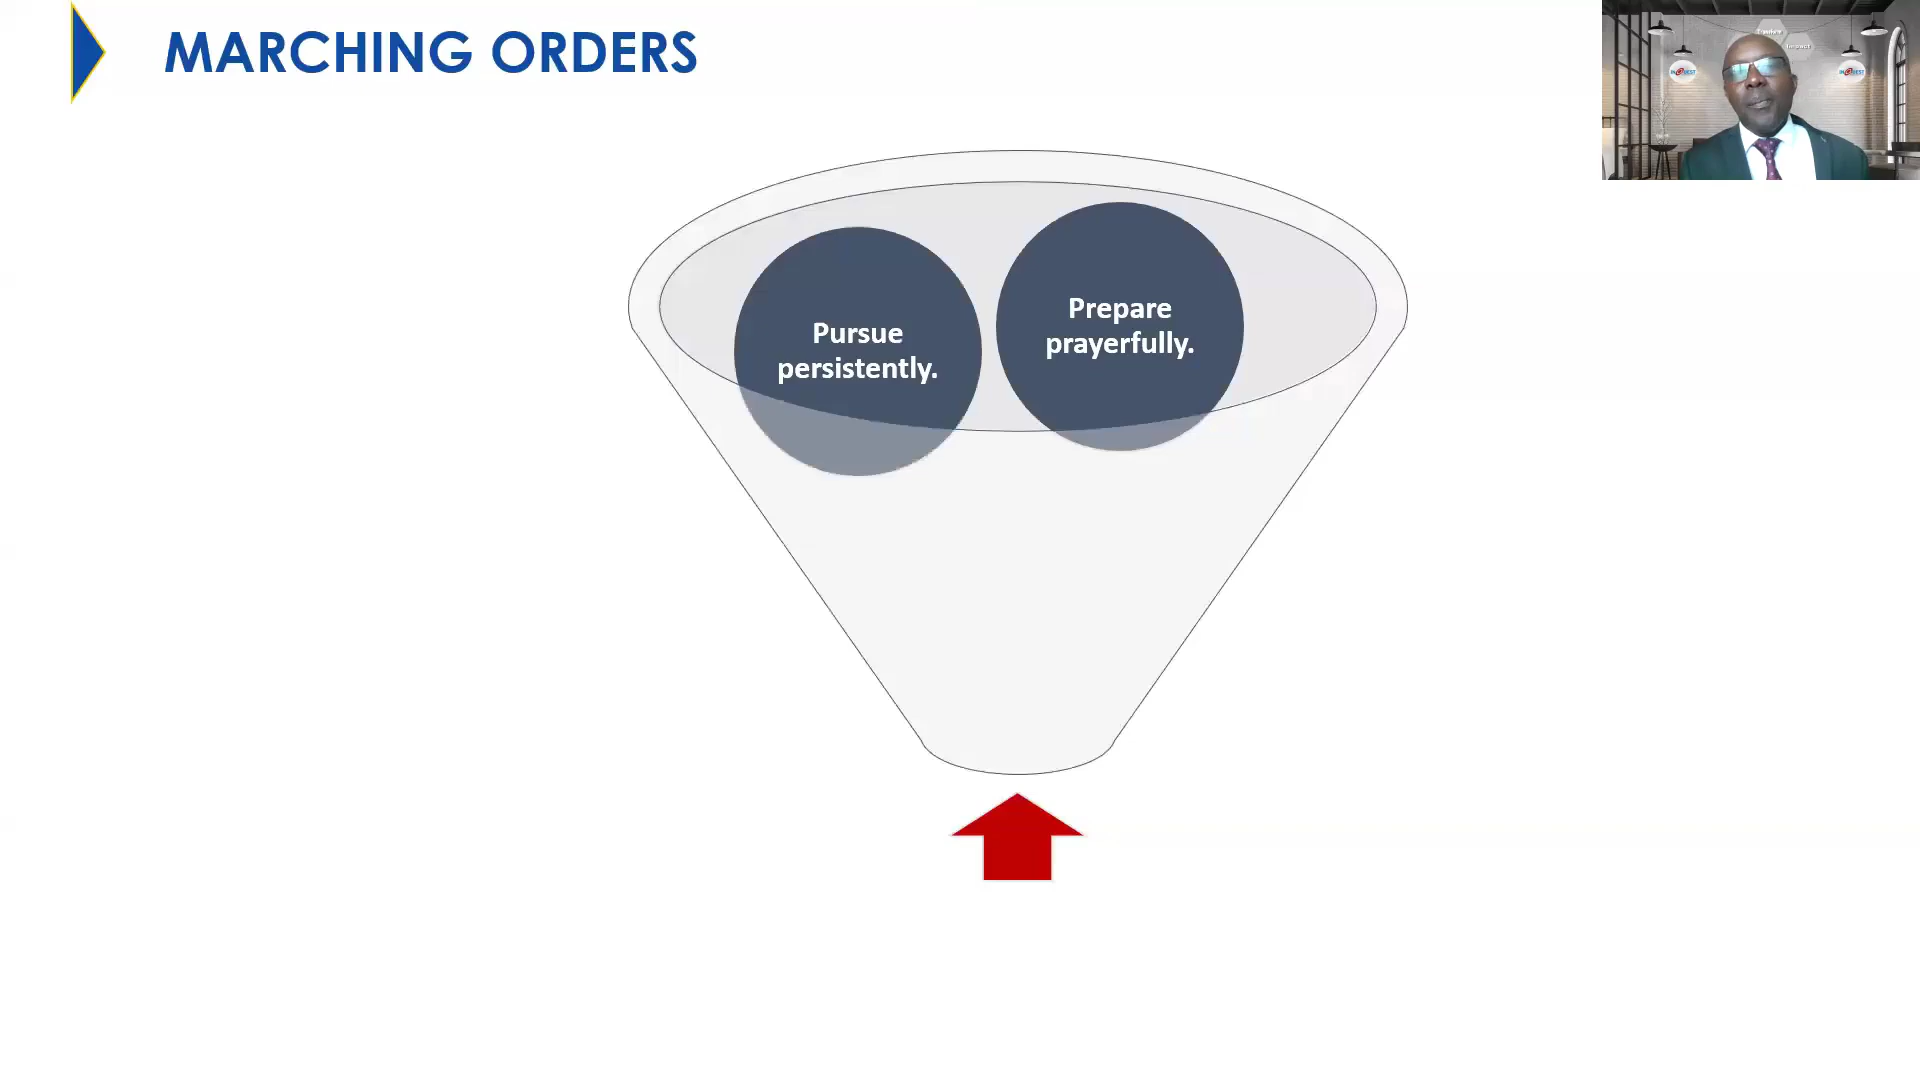 MARCHING ORDERS
Pursue
persistently.
Prepare
prayerfully.